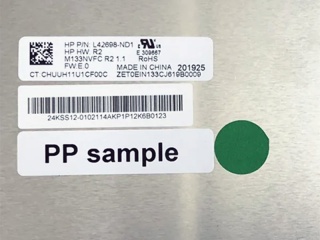 HP P/N: L42698-ND1
HP HW: R2
M133NVFC R2 1.1
FW:E.0
E 309667
RoHS
MADE IN CHINA 201925
CT CHUUH11U1CF00C ZET0EIN133CJ619B0009
24KSS12-0102114AKP1P12K6B0123
PP sample